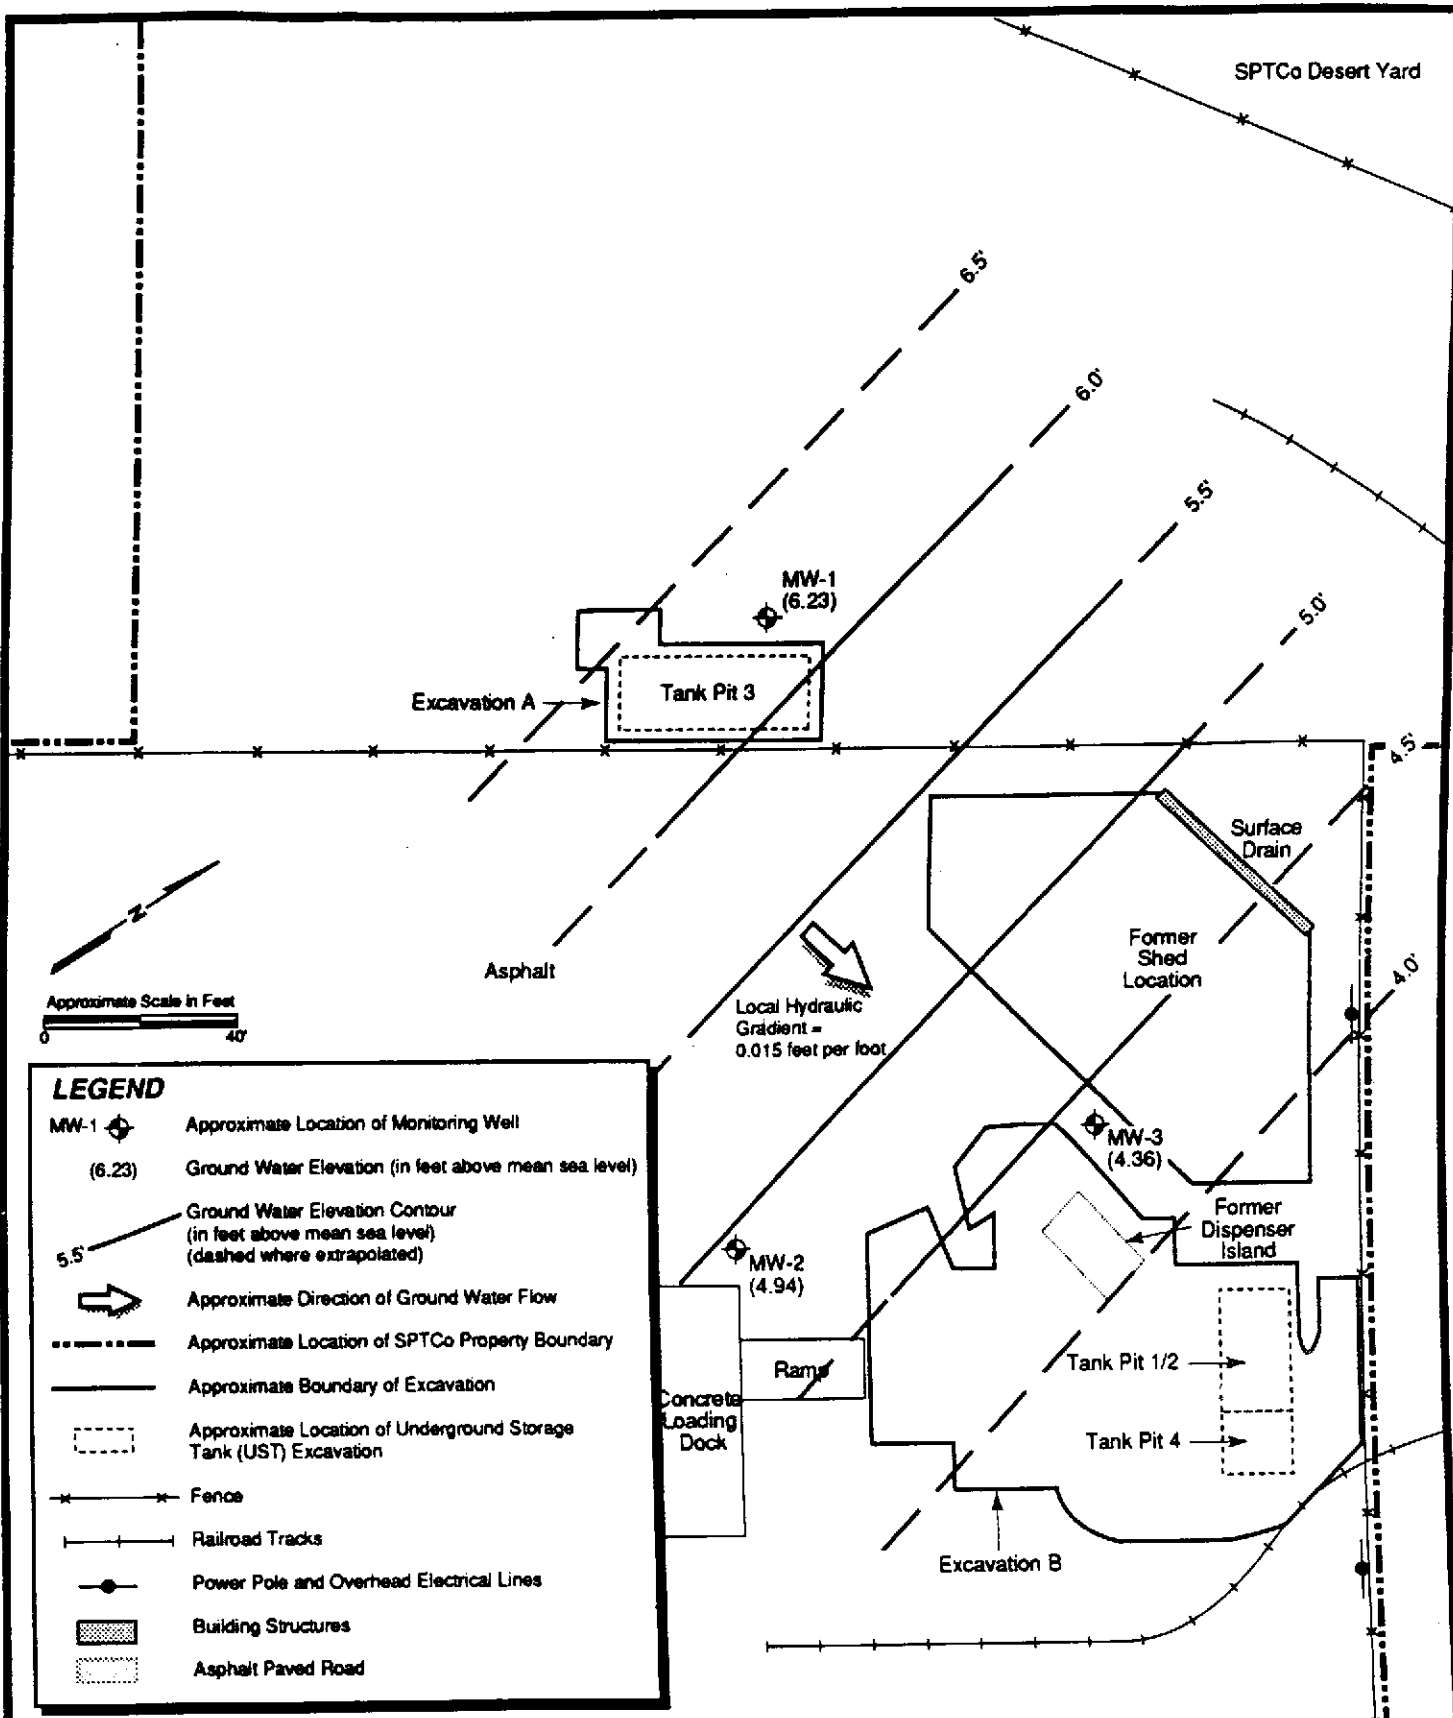 SPTCo Desert Yard
6.5'
6.0'
5.5'
5.0'
4.5'
4.0'
MW-1
(6.23)
Tank Pit 3
Excavation A
Surface
Drain
Former
Shed
Location
Asphalt
N
Approximate Scale in Feet
0 40'
Local Hydraulic
Gradient =
0.015 feet per foot
MW-3
(4.36)
MW-2
(4.94)
Former
Dispenser
Island
Ramp
Concrete
Loading
Dock
Tank Pit 1/2
Tank Pit 4
Excavation B
LEGEND
MW-1 Approximate Location of Monitoring Well
(6.23) Ground Water Elevation (in feet above mean sea level)
5.5' Ground Water Elevation Contour
(in feet above mean sea level)
(dashed where extrapolated)
Approximate Direction of Ground Water Flow
Approximate Location of SPTCo Property Boundary
Approximate Boundary of Excavation
Approximate Location of Underground Storage
Tank (UST) Excavation
Fence
Railroad Tracks
Power Pole and Overhead Electrical Lines
Building Structures
Asphalt Paved Road